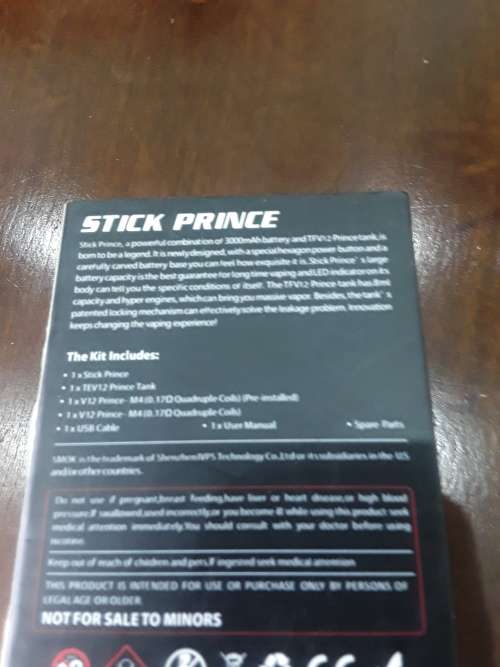 STICK PRINCE
Stick Prince, a powerful combination of 3000mAh battery and TFV12 Prince tank, is
born to be a legend. It is newly designed, with a special hexagon power button and a
carefully carved battery base you can feel how exquisite it is. Stick Prince' s large
battery capacity is the best guarantee for long time vaping and LED indicator on its
body can tell you the specific conditions of itself. The TFV12 Prince tank has 8ml
capacity and hyper engines, which can bring you massive vapor. Besides, the tank' s
patented locking mechanism can effectively solve the leakage problem. Innovation
keeps changing the vaping experience!
The Kit Includes:
• 1 x Stick Prince
• 1 x TEV12 Prince Tank
• 1 x V12 Prince- M4 (0.17Ω Quadruple Coils) (Pre-installed)
• 1 x V12 Prince- M4 (0.17Ω Quadruple Coils)
• 1 x USB Cable • 1 x User Manual • Spare Parts
SMOK is the trademark of Shenzhen IVPS Technology Co.,Ltd or its subsidiaries in the U.S
and/or other countries.
Do not use if pregnant,breast feeding,have liver or heart disease,or high blood
pressure.If swallowed,used incorrectly,or you become ill while using this product seek
medical attention immediately.You should consult with your doctor before using
nicotine.
Keep out of reach of children and pets.If ingested seek medical attention
THIS PRODUCT IS INTENDED FOR USE OR PURCHASE ONLY BY PERSONS OF
LEGAL AGE OR OLDER
NOT FOR SALE TO MINORS